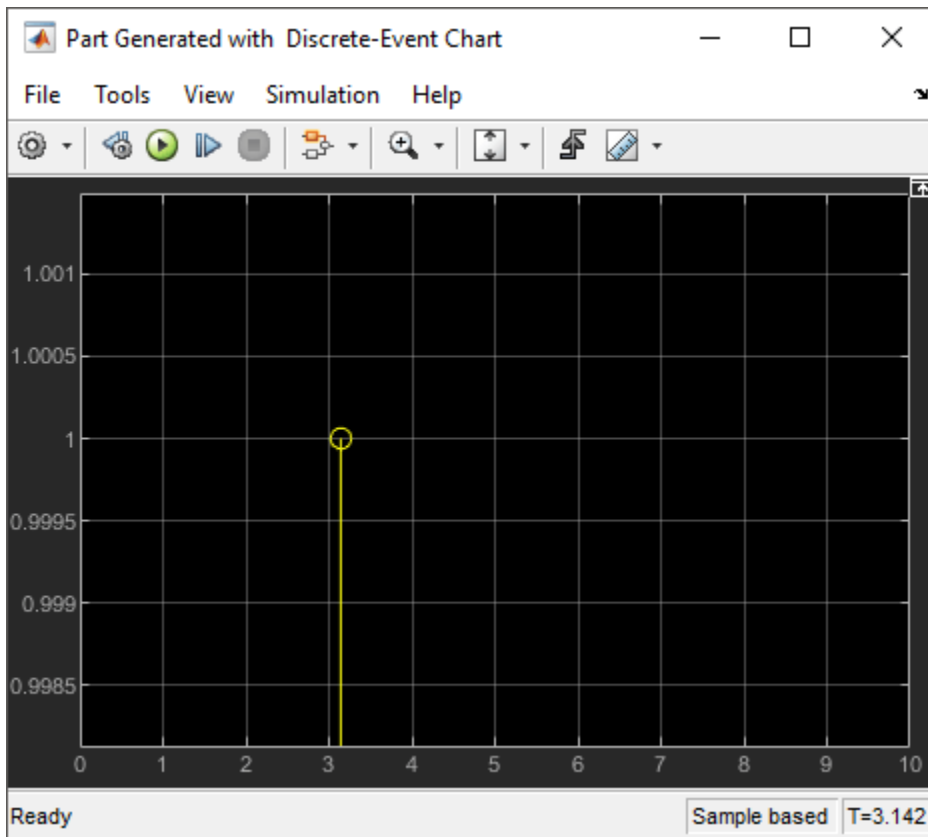 Part Generated with  Discrete-Event Chart
File Tools View Simulation Help
1.001
1.0005
1
0.9995
0.999
0.9985
0 1 2 3 4 5 6 7 8 9 10
Ready Sample based T=3.142